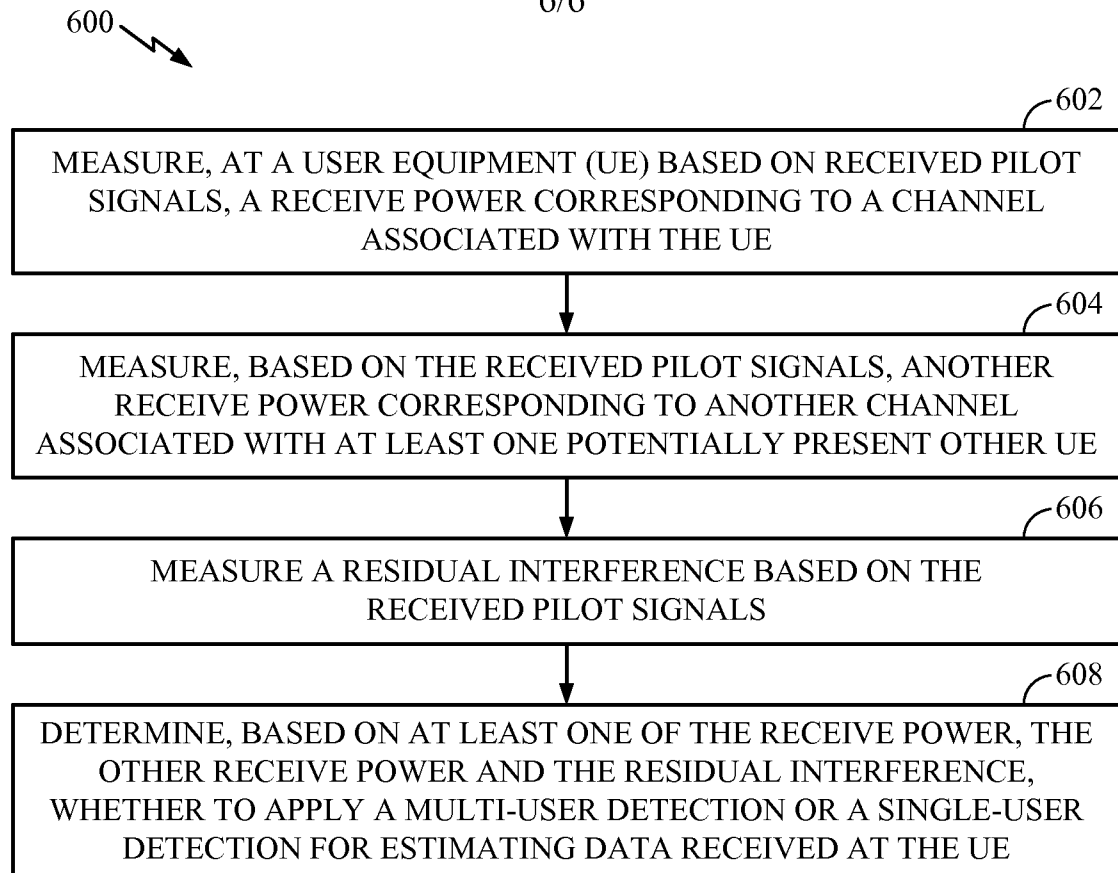 6/6
600
602
MEASURE, AT A USER EQUIPMENT (UE) BASED ON RECEIVED PILOT
SIGNALS, A RECEIVE POWER CORRESPONDING TO A CHANNEL
ASSOCIATED WITH THE UE
604
MEASURE, BASED ON THE RECEIVED PILOT SIGNALS, ANOTHER
RECEIVE POWER CORRESPONDING TO ANOTHER CHANNEL
ASSOCIATED WITH AT LEAST ONE POTENTIALLY PRESENT OTHER UE
606
MEASURE A RESIDUAL INTERFERENCE BASED ON THE
RECEIVED PILOT SIGNALS
608
DETERMINE, BASED ON AT LEAST ONE OF THE RECEIVE POWER, THE
OTHER RECEIVE POWER AND THE RESIDUAL INTERFERENCE,
WHETHER TO APPLY A MULTI-USER DETECTION OR A SINGLE-USER
DETECTION FOR ESTIMATING DATA RECEIVED AT THE UE